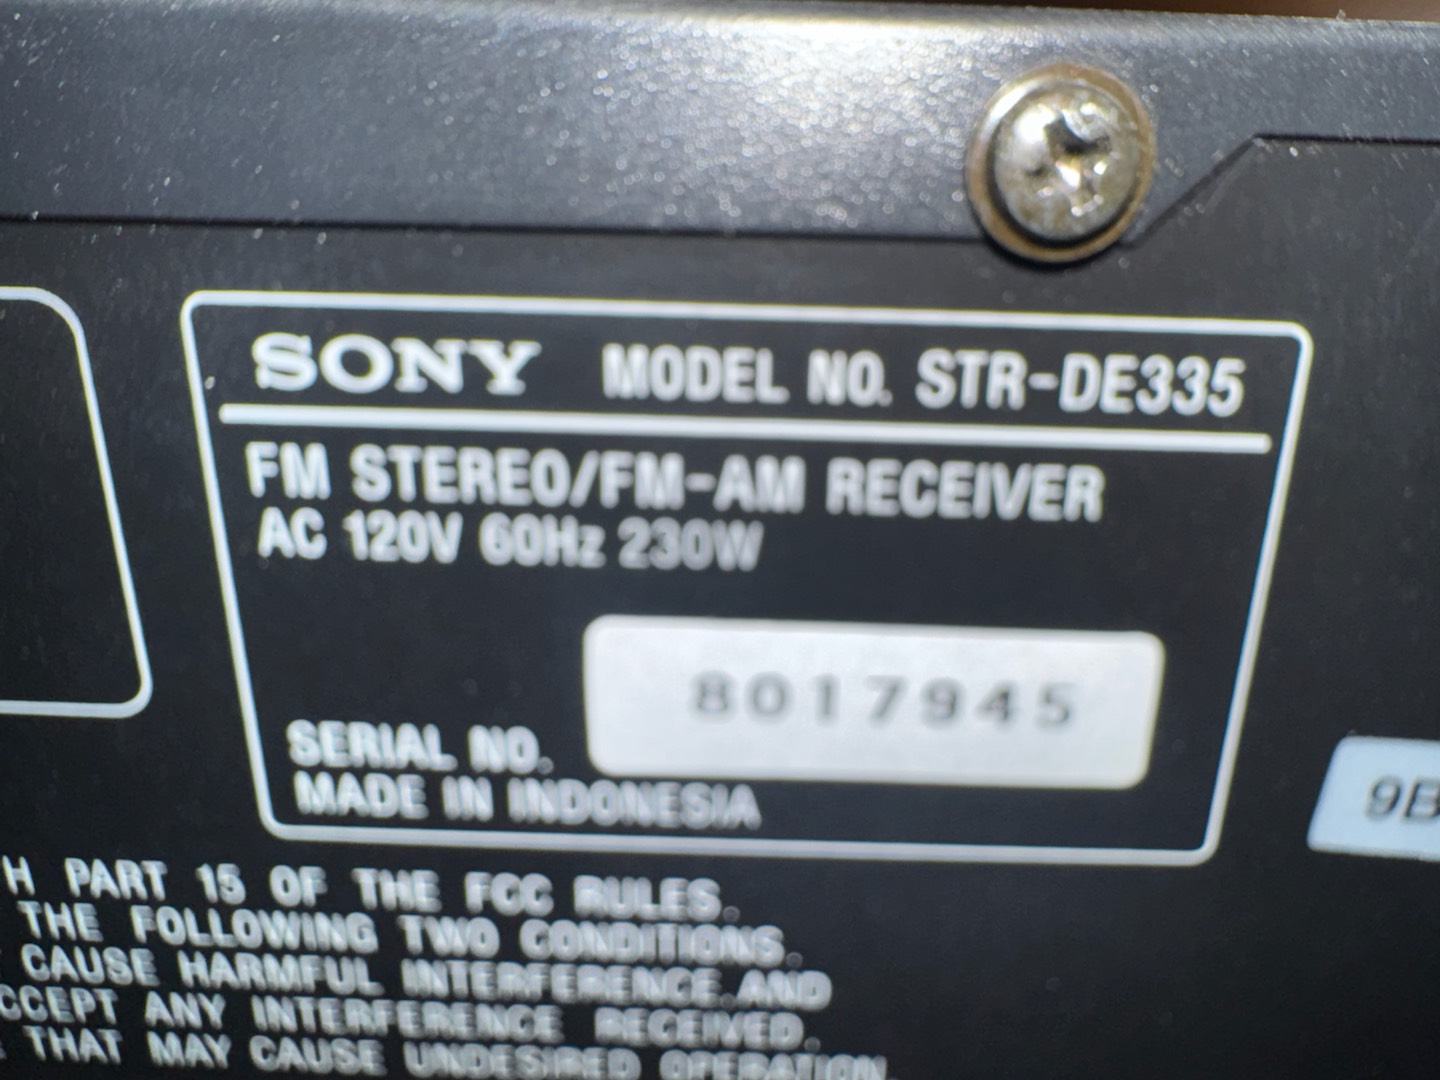 SONY MODEL NO. STR-DE335
FM STEREO/FM-AM RECEIVER
AC 120V 60Hz 230W
8017945
SERIAL NO.
MADE IN INDONESIA
9B
H PART 15 OF THE FCC RULES.
THE FOLLOWING TWO CONDITIONS.
CAUSE HARMFUL INTERFERENCE.AND
CCEPT ANY INTERFERENCE RECEIVED.
THAT MAY CAUSE UNDESIRED OPERATION.